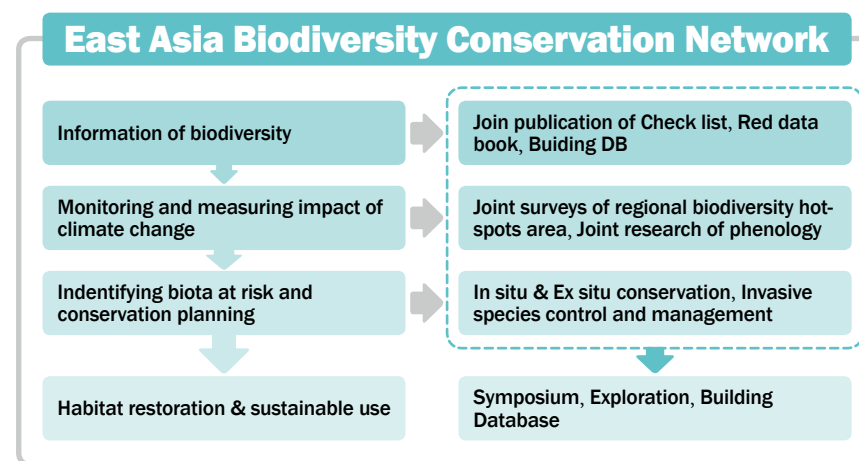 East Asia Biodiversity Conservation Network
Information of biodiversity
Join publication of Check list, Red data
book, Buiding DB
Monitoring and measuring impact of
climate change
Joint surveys of regional biodiversity hot-
spots area, Joint research of phenology
Indentifying biota at risk and
conservation planning
In situ & Ex situ conservation, Invasive
species control and management
Habitat restoration & sustainable use
Symposium, Exploration, Building
Database